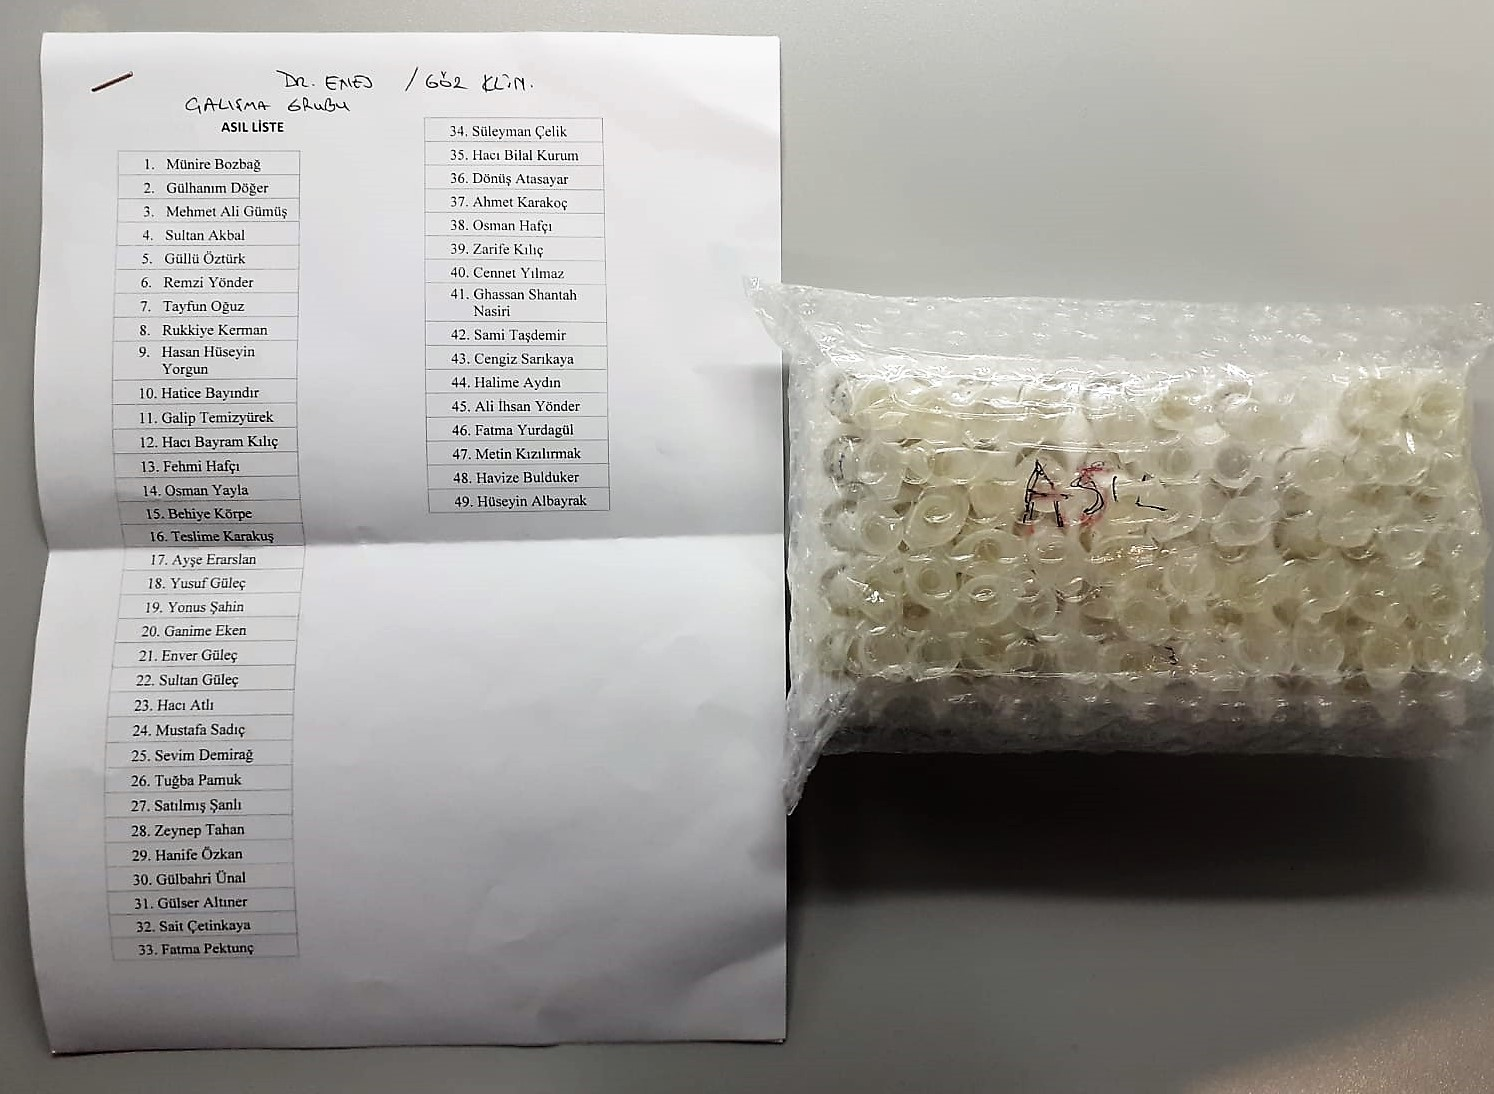 DR. ENES / GÖZ KLİN.
ÇALIŞMA GRUBU
ASIL LİSTE
1. Münire Bozbağ
2. Gülhanım Döğer
3. Mehmet Ali Gümüş
4. Sultan Akbal
5. Güllü Öztürk
6. Remzi Yönder
7. Tayfun Oğuz
8. Rukkiye Kerman
9. Hasan Hüseyin
Yorgun
10. Hatice Bayındır
11. Galip Temizyürek
12. Hacı Bayram Kılıç
13. Fehmi Hafçı
14. Osman Yayla
15. Behiye Körpe
16. Teslime Karakuş
17. Ayşe Erarslan
18. Yusuf Güleç
19. Yonus Şahin
20. Ganime Eken
21. Enver Güleç
22. Sultan Güleç
23. Hacı Atlı
24. Mustafa Sadıç
25. Sevim Demirağ
26. Tuğba Pamuk
27. Satılmış Şanlı
28. Zeynep Tahan
29. Hanife Özkan
30. Gülbahri Ünal
31. Gülser Altıner
32. Sait Çetinkaya
33. Fatma Pektunç
34. Süleyman Çelik
35. Hacı Bilal Kurum
36. Dönüş Atasayar
37. Ahmet Karakoç
38. Osman Hafçı
39. Zarife Kılıç
40. Cennet Yılmaz
41. Ghassan Shantah
Nasiri
42. Sami Taşdemir
43. Cengiz Sarıkaya
44. Halime Aydın
45. Ali İhsan Yönder
46. Fatma Yurdagül
47. Metin Kızılırmak
48. Havize Bulduker
49. Hüseyin Albayrak
ASIL